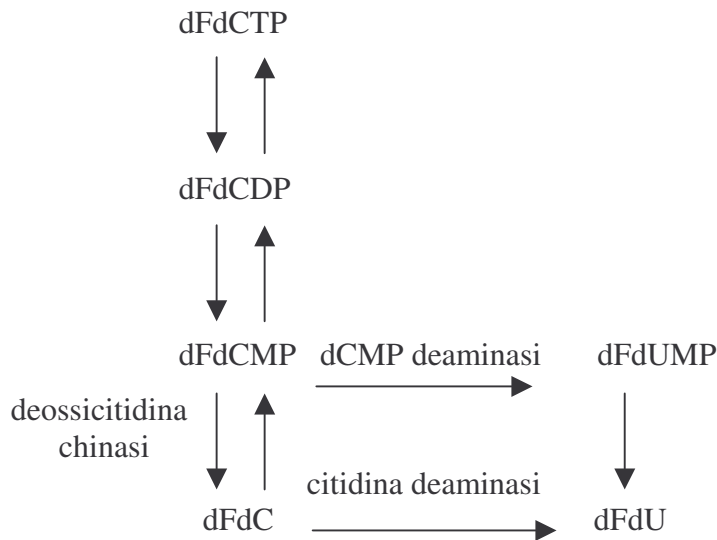 dFdCTP
dFdCDP
dFdCMP dCMP deaminasi dFdUMP
deossicitidina
chinasi
citidina deaminasi
dFdC dFdU